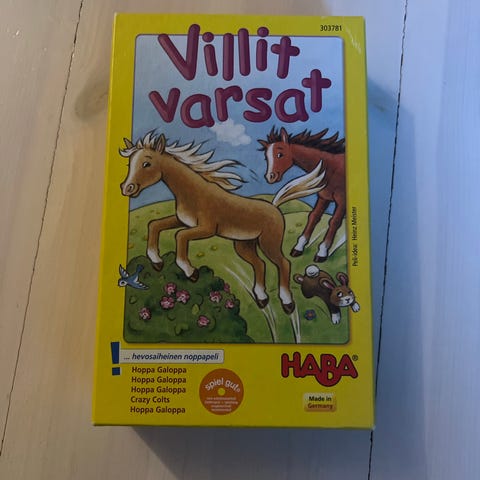 303781
Villit
varsat
Peli-idea: Heinz Meister
... hevosaiheinen noppapeli
!
HABA®
Hoppa Galoppa
Hoppa Galoppa
Hoppa Galoppa
Crazy Colts
Hoppa Galoppa
spiel gut®
Made in
Germany